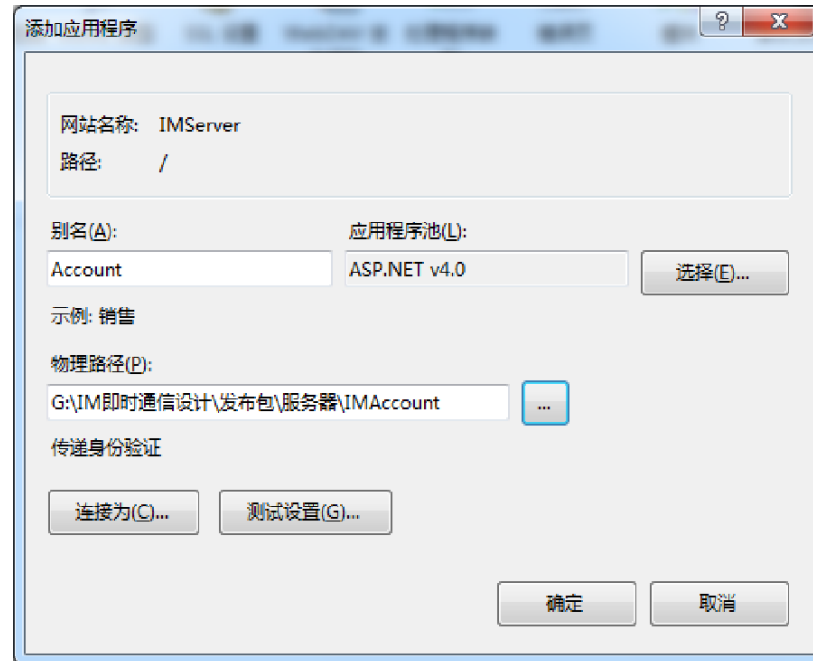 添加应用程序
网站名称: IMServer
路径: /
别名(A): 应用程序池(L):
Account ASP.NET v4.0 选择(E)...
示例: 销售
物理路径(P):
G:\IM即时通信设计\发布包\服务器\IMAccount ...
传递身份验证
连接为(C)... 测试设置(G)...
确定 取消